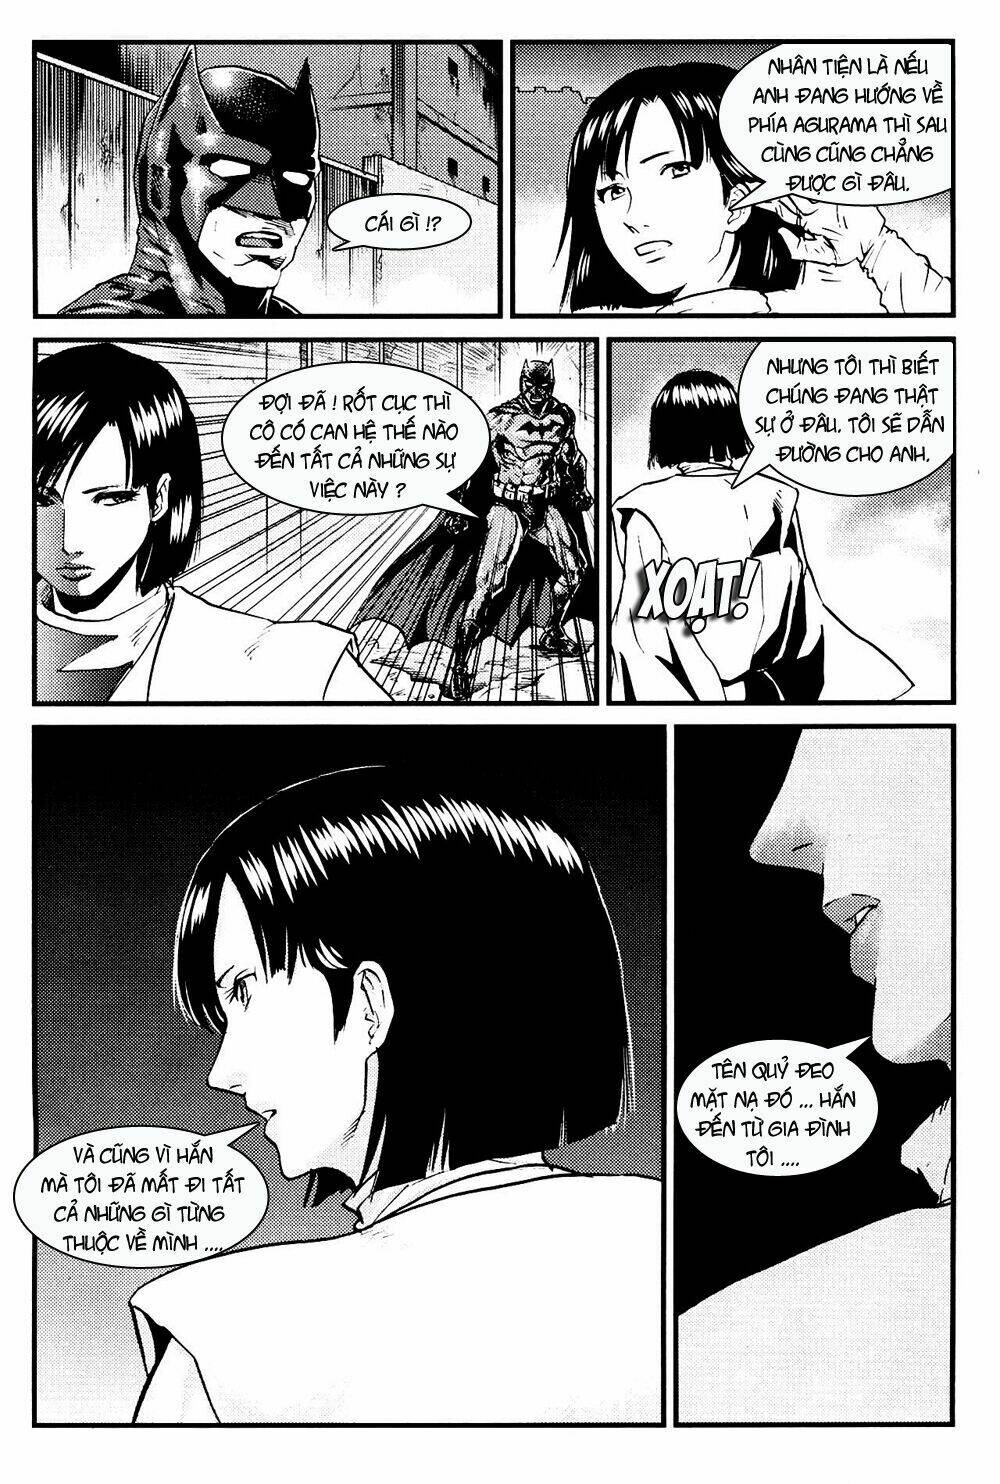 NHÂN TIỆN LÀ NẾU
ANH ĐANG HƯỚNG VỀ
PHÍA AGURAMA THÌ SAU
CÙNG CŨNG CHẲNG
ĐƯỢC GÌ ĐÂU.
CÁI GÌ !?
NHƯNG TÔI THÌ BIẾT
CHÚNG ĐANG THẬT
SỰ Ở ĐÂU. TÔI SẼ DẪN
ĐƯỜNG CHO ANH.
XOẠT!
ĐỢI ĐÃ ! RỐT CỤC THÌ
CÔ CÓ CAN HỆ THẾ NÀO
ĐẾN TẤT CẢ NHỮNG SỰ
VIỆC NÀY ?
TÊN QUỶ ĐEO
MẶT NẠ ĐÓ ... HẮN
ĐẾN TỪ GIA ĐÌNH
TÔI ....
VÀ CŨNG VÌ HẮN
MÀ TÔI ĐÃ MẤT ĐI TẤT
CẢ NHỮNG GÌ TỪNG
THUỘC VỀ MÌNH ....